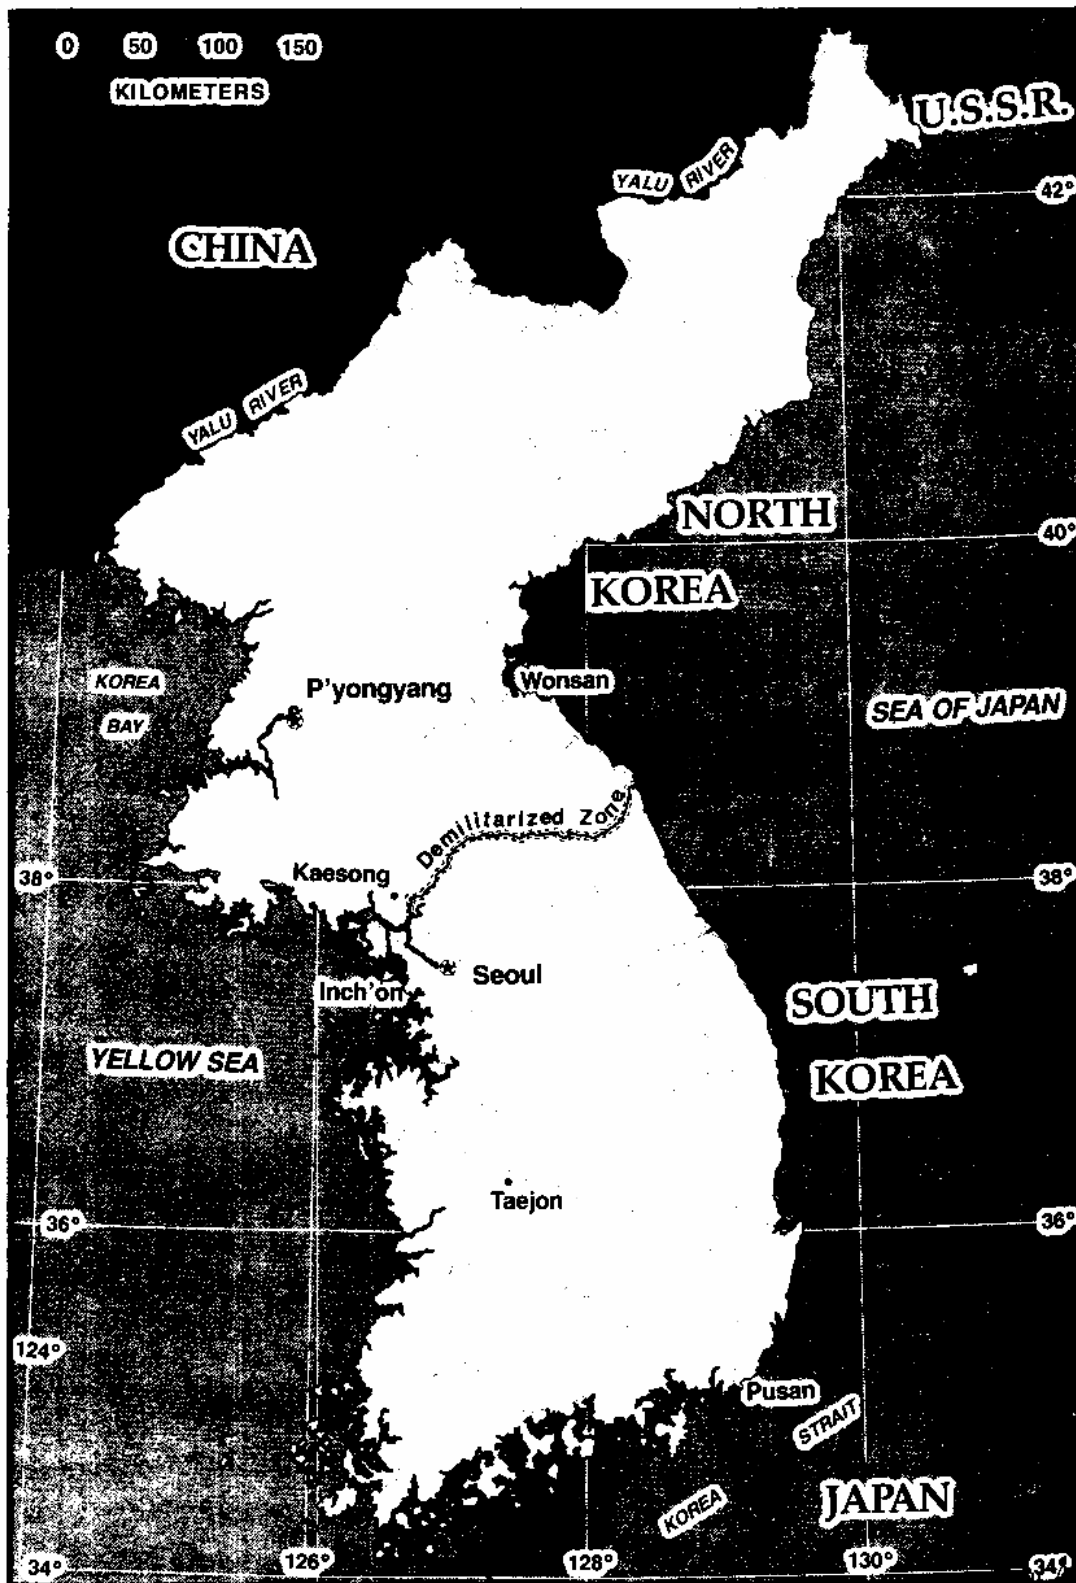 0 50 100 150
KILOMETERS
U.S.S.R.
YALU RIVER
42°
CHINA
YALU RIVER
NORTH
40°
KOREA
KOREA
BAY
P'yongyang
Wonsan
SEA OF JAPAN
Demilitarized Zone
38°
Kaesong
38°
Inch'on
Seoul
SOUTH
YELLOW SEA
KOREA
Taejon
36°
36°
124°
Pusan
KOREA STRAIT
JAPAN
34°
126°
128°
130°
34°